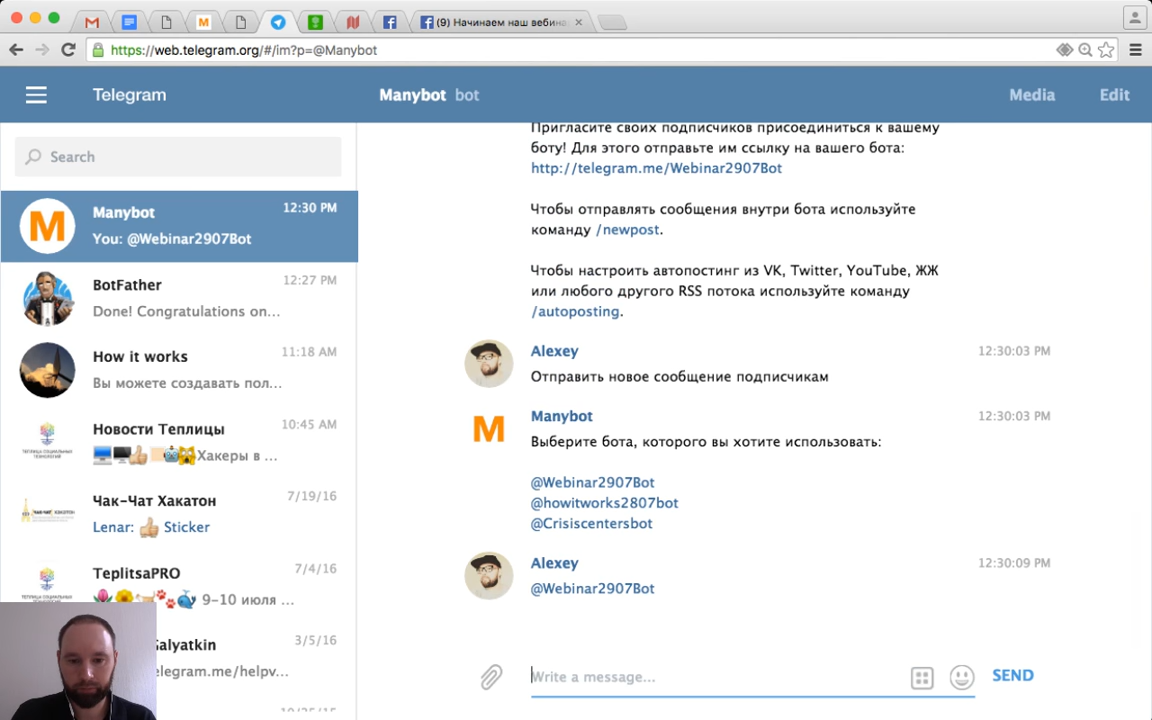 (9) Начинаем наш вебина
https://web.telegram.org/#/im?p=@Manybot
Telegram
Manybot bot
Media
Edit
Search
Manybot
12:30 PM
You: @Webinar2907Bot
BotFather
12:27 PM
Done! Congratulations on...
How it works
11:18 AM
Вы можете создавать пол...
Новости Теплицы
10:45 AM
Хакеры в ...
Чак-Чат Хакатон
7/19/16
Lenar: Sticker
TeplitsaPRO
7/4/16
9-10 июля ...
Galyatkin
3/5/16
elegram.me/helpv...
10/25/15
Пригласите своих подписчиков присоединиться к вашему
боту! Для этого отправьте им ссылку на вашего бота:
http://telegram.me/Webinar2907Bot
Чтобы отправлять сообщения внутри бота используйте
команду /newpost.
Чтобы настроить автопостинг из VK, Twitter, YouTube, ЖЖ
или любого другого RSS потока используйте команду
/autoposting.
Alexey
12:30:03 PM
Отправить новое сообщение подписчикам
M
Manybot
12:30:03 PM
Выберите бота, которого вы хотите использовать:
@Webinar2907Bot
@howitworks2807bot
@Crisiscentersbot
Alexey
12:30:09 PM
@Webinar2907Bot
Write a message...
SEND